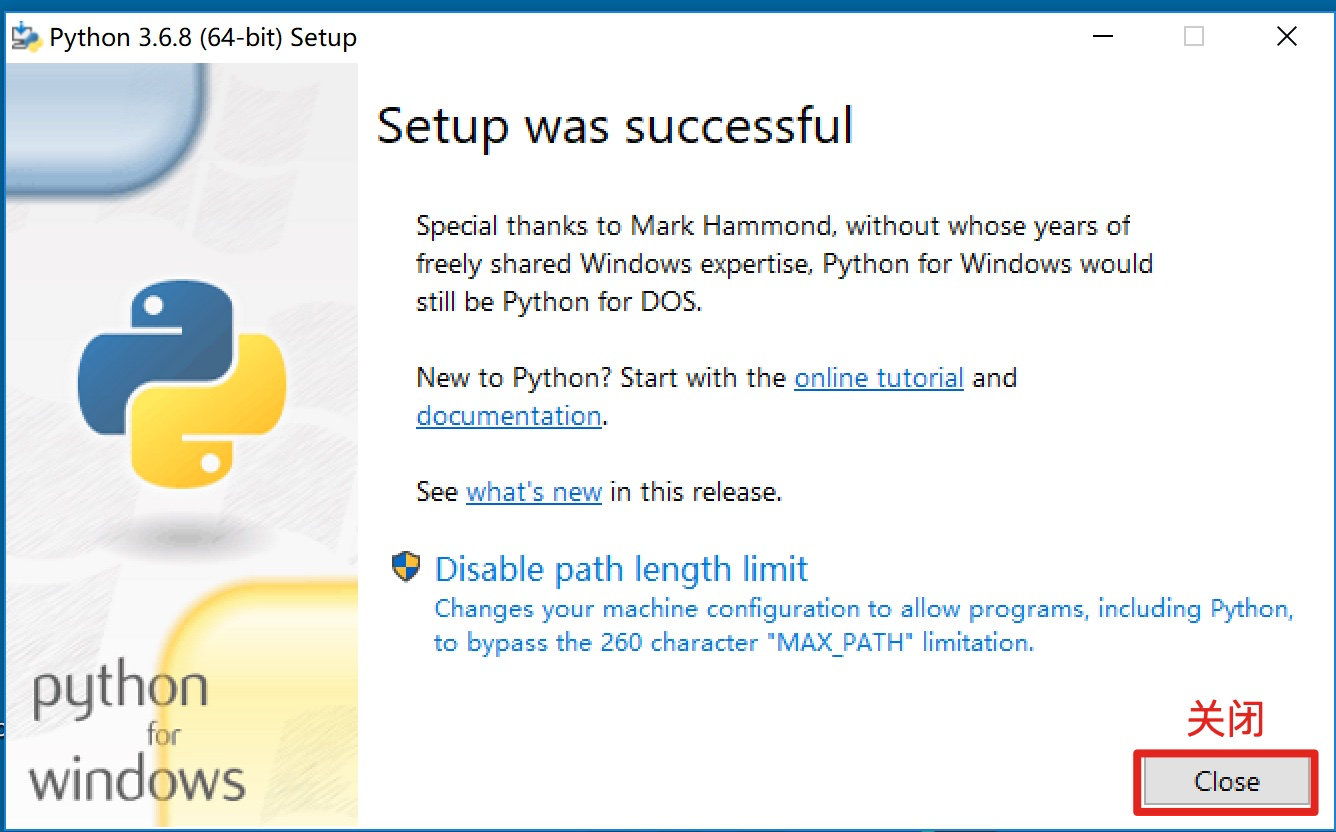 Python 3.6.8 (64-bit) Setup
Setup was successful
Special thanks to Mark Hammond, without whose years of
freely shared Windows expertise, Python for Windows would
still be Python for DOS.
New to Python? Start with the online tutorial and
documentation.
See what's new in this release.
Disable path length limit
Changes your machine configuration to allow programs, including Python,
to bypass the 260 character "MAX_PATH" limitation.
python
for
windows
关闭
Close